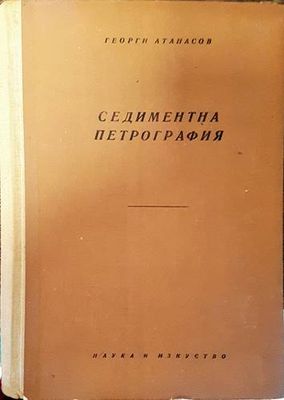 ГЕОРГИ АТАНАСОВ
СЕДИМЕНТНА
ПЕТРОГРАФИЯ
НАУКА И ИЗКУСТВО